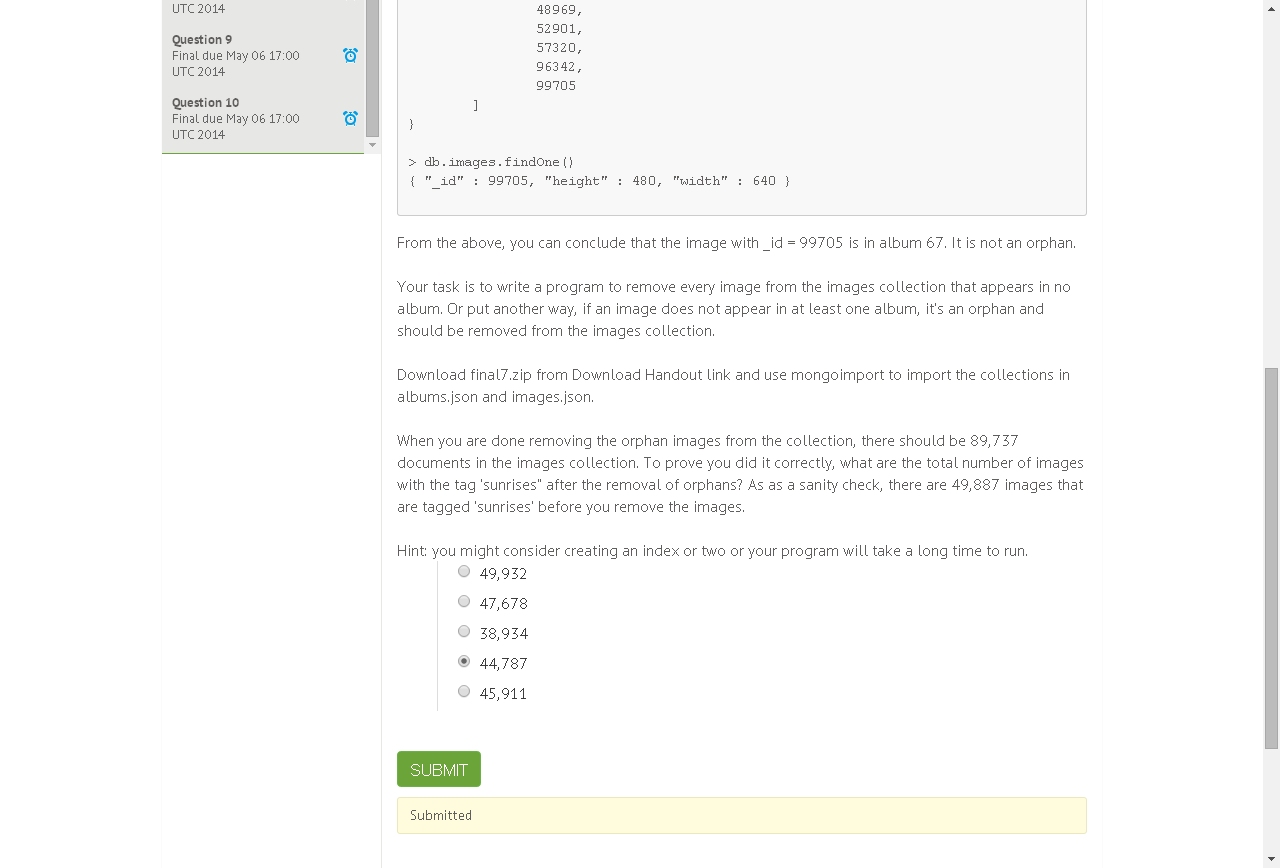 UTC 2014
Question 9
Final due May 06 17:00
UTC 2014
Question 10
Final due May 06 17:00
UTC 2014
48969,
52901,
57320,
96342,
99705
]
}
> db.images.findOne()
{ "_id" : 99705, "height" : 480, "width" : 640 }
From the above, you can conclude that the image with _id = 99705 is in album 67. It is not an orphan.
Your task is to write a program to remove every image from the images collection that appears in no
album. Or put another way, if an image does not appear in at least one album, it's an orphan and
should be removed from the images collection.
Download final7.zip from Download Handout link and use mongoimport to import the collections in
albums.json and images.json.
When you are done removing the orphan images from the collection, there should be 89,737
documents in the images collection. To prove you did it correctly, what are the total number of images
with the tag 'sunrises" after the removal of orphans? As as a sanity check, there are 49,887 images that
are tagged 'sunrises' before you remove the images.
Hint: you might consider creating an index or two or your program will take a long time to run.
49,932
47,678
38,934
44,787
45,911
SUBMIT
Submitted